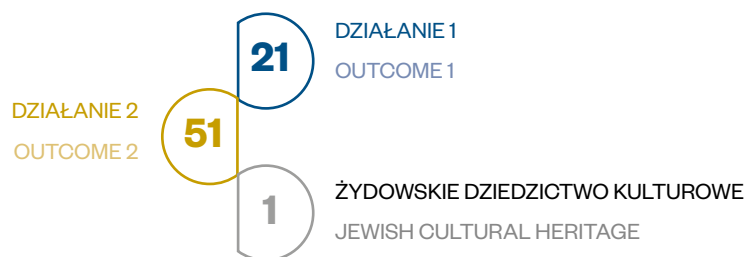 21
DZIAŁANIE 1
OUTCOME 1
DZIAŁANIE 2
OUTCOME 2
51
1
ŻYDOWSKIE DZIEDZICTWO KULTUROWE
JEWISH CULTURAL HERITAGE